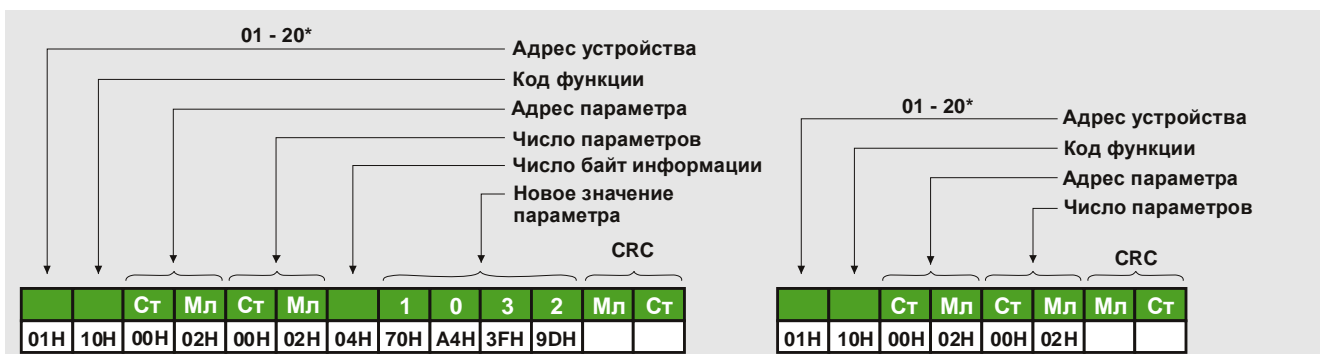 01 - 20*
Адрес устройства
Код функции
Адрес параметра
Число параметров
Число байт информации
Новое значение
параметра
CRC
Ст Мл Ст Мл 1 0 3 2 Мл Ст
01H 10H 00H 02H 00H 02H 04H 70H A4H 3FH 9DH
01 - 20*
Адрес устройства
Код функции
Адрес параметра
Число параметров
CRC
Ст Мл Ст Мл Мл Ст
01H 10H 00H 02H 00H 02H